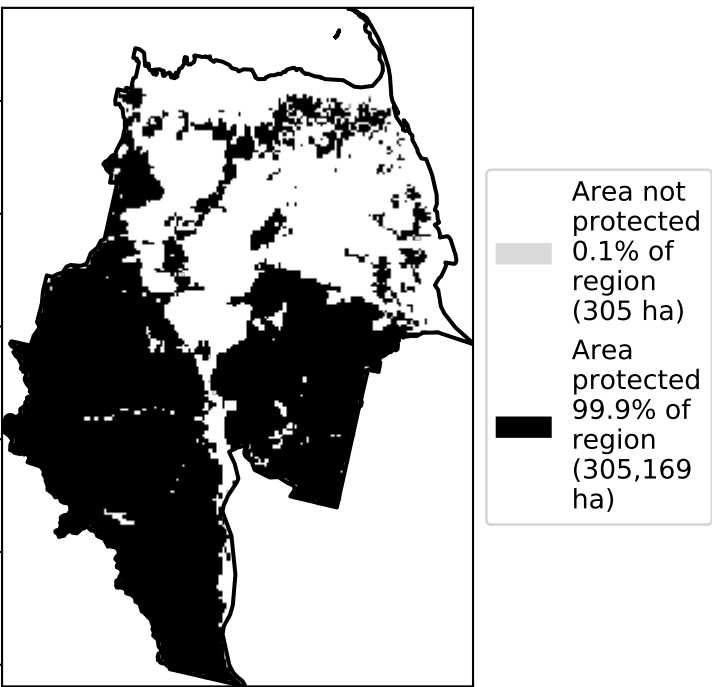 Area not
protected
0.1% of
region
(305 ha)
Area
protected
99.9% of
region
(305,169
ha)